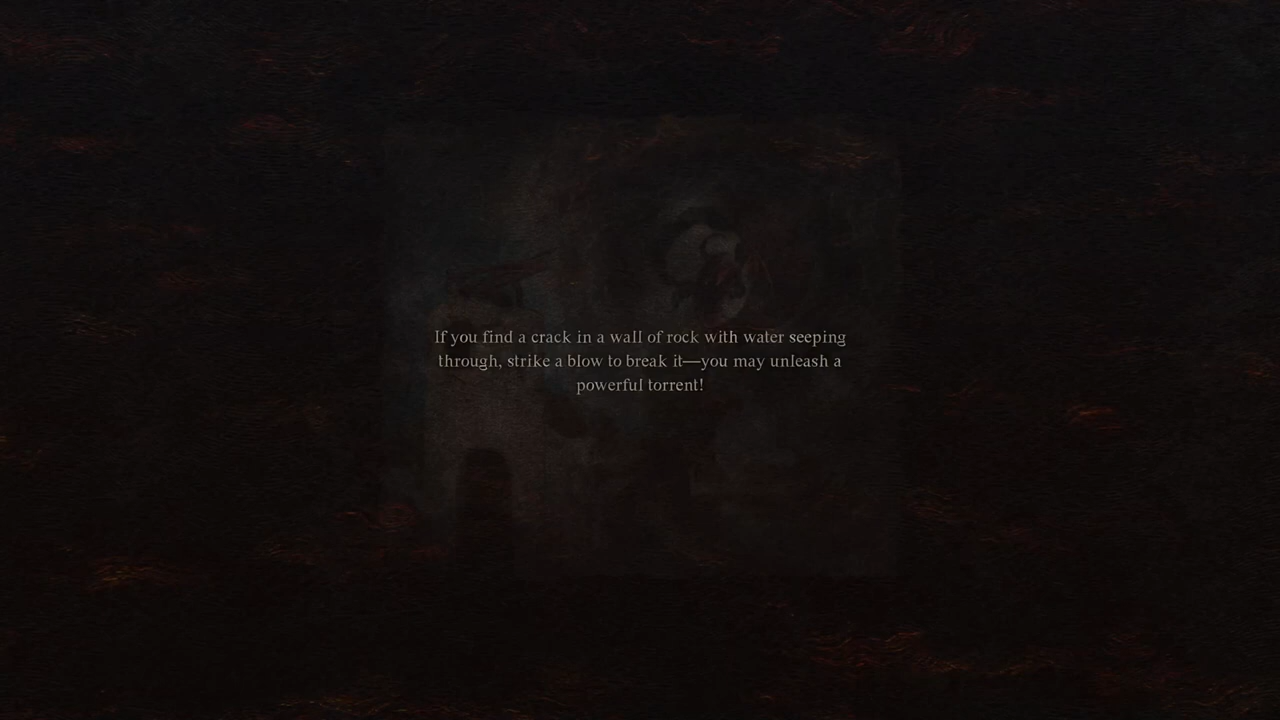 If you find a crack in a wall of rock with water seeping
through, strike a blow to break it—you may unleash a
powerful torrent!